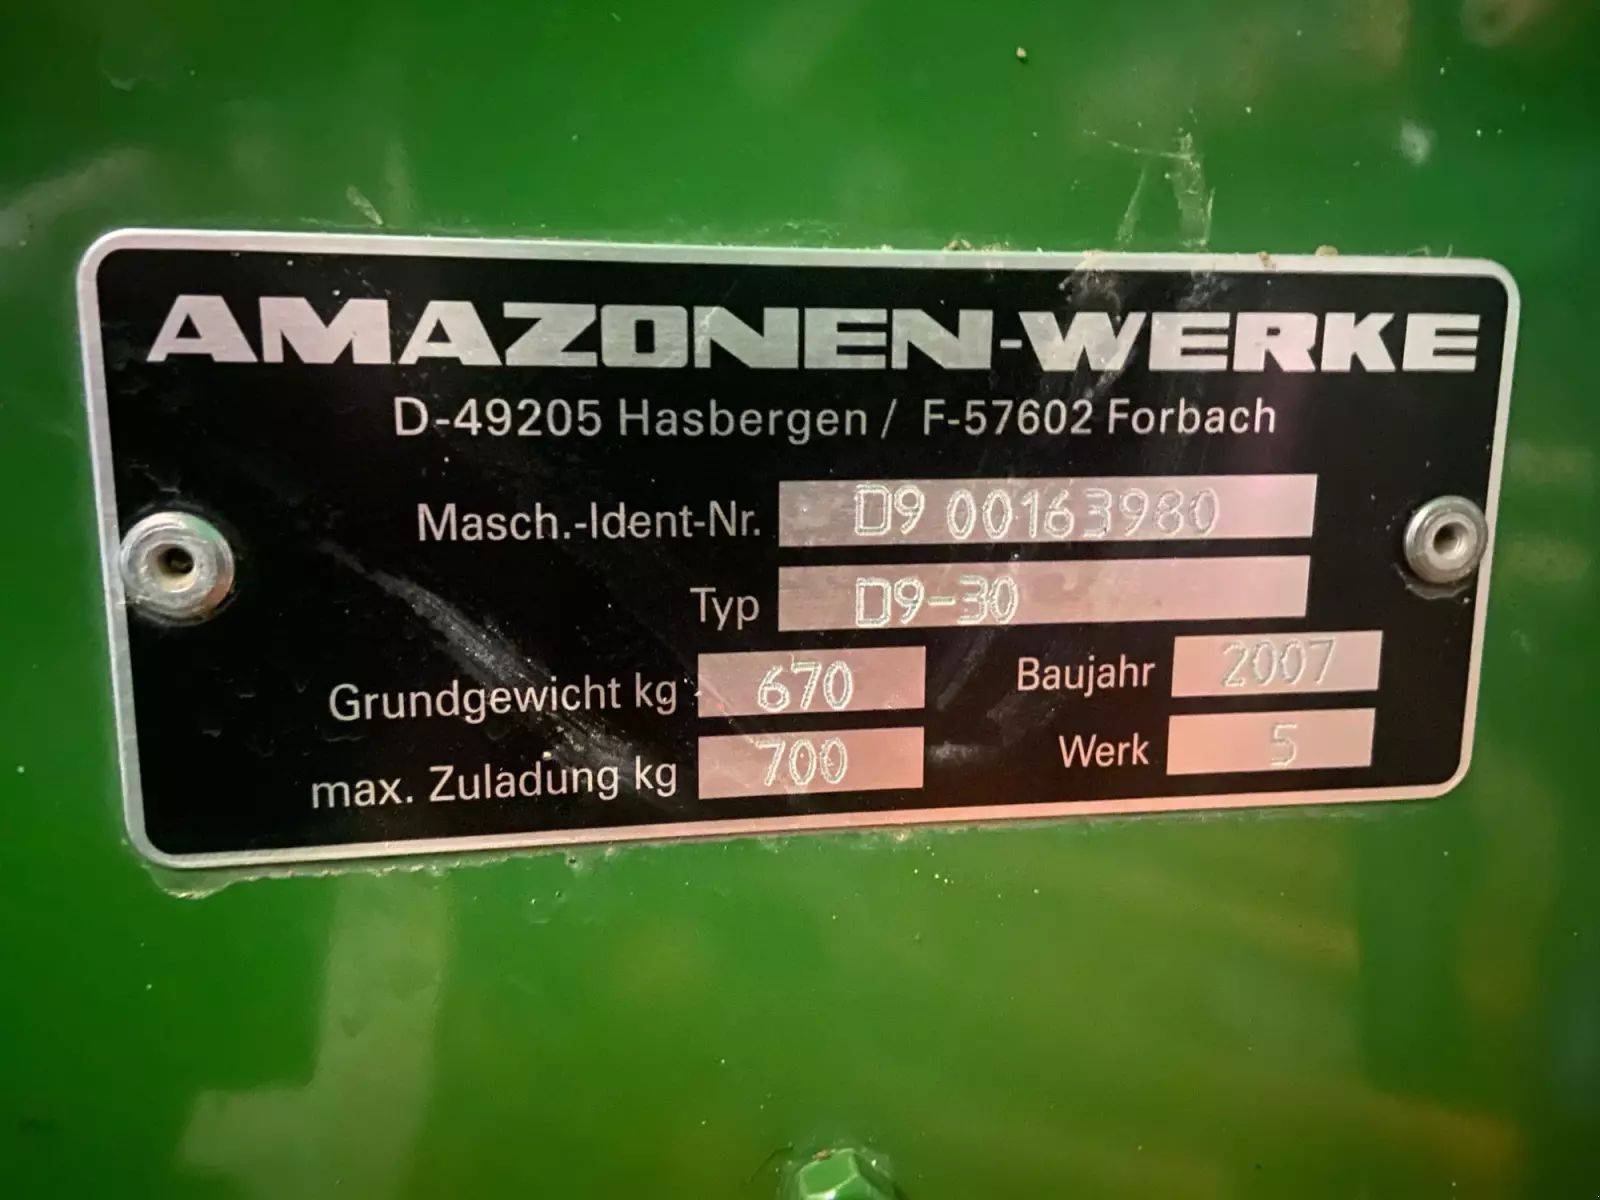 AMAZONEN-WERKE
D-49205 Hasbergen / F-57602 Forbach
Masch.-Ident-Nr. D9 00163980
Typ D9-30
Grundgewicht kg 670 Baujahr 2007
max. Zuladung kg 700 Werk 5